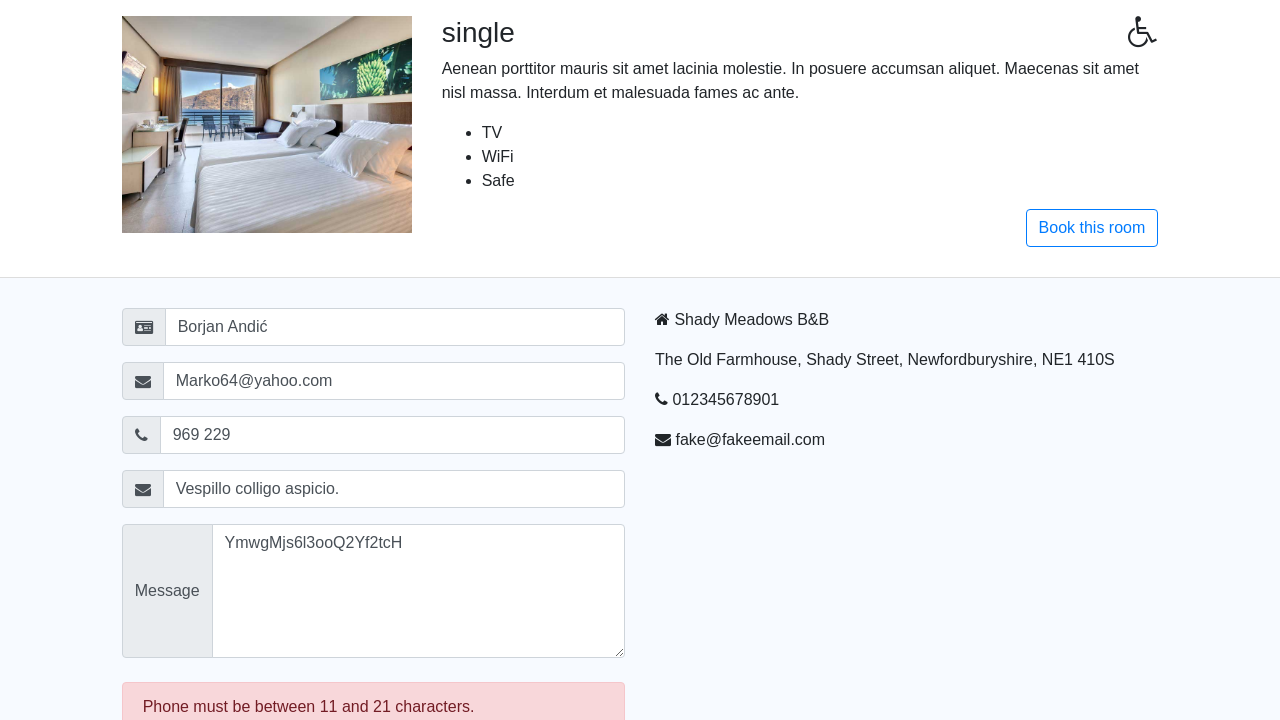 single
Aenean porttitor mauris sit amet lacinia molestie. In posuere accumsan aliquet. Maecenas sit amet
nisl massa. Interdum et malesuada fames ac ante.
TV
WiFi
Safe
Book this room
Borjan Andić
Marko64@yahoo.com
969 229
Vespillo colligo aspicio.
Message
YmwgMjs6l3ooQ2Yf2tcH
Phone must be between 11 and 21 characters.
Shady Meadows B&B
The Old Farmhouse, Shady Street, Newfordburyshire, NE1 410S
012345678901
fake@fakeemail.com